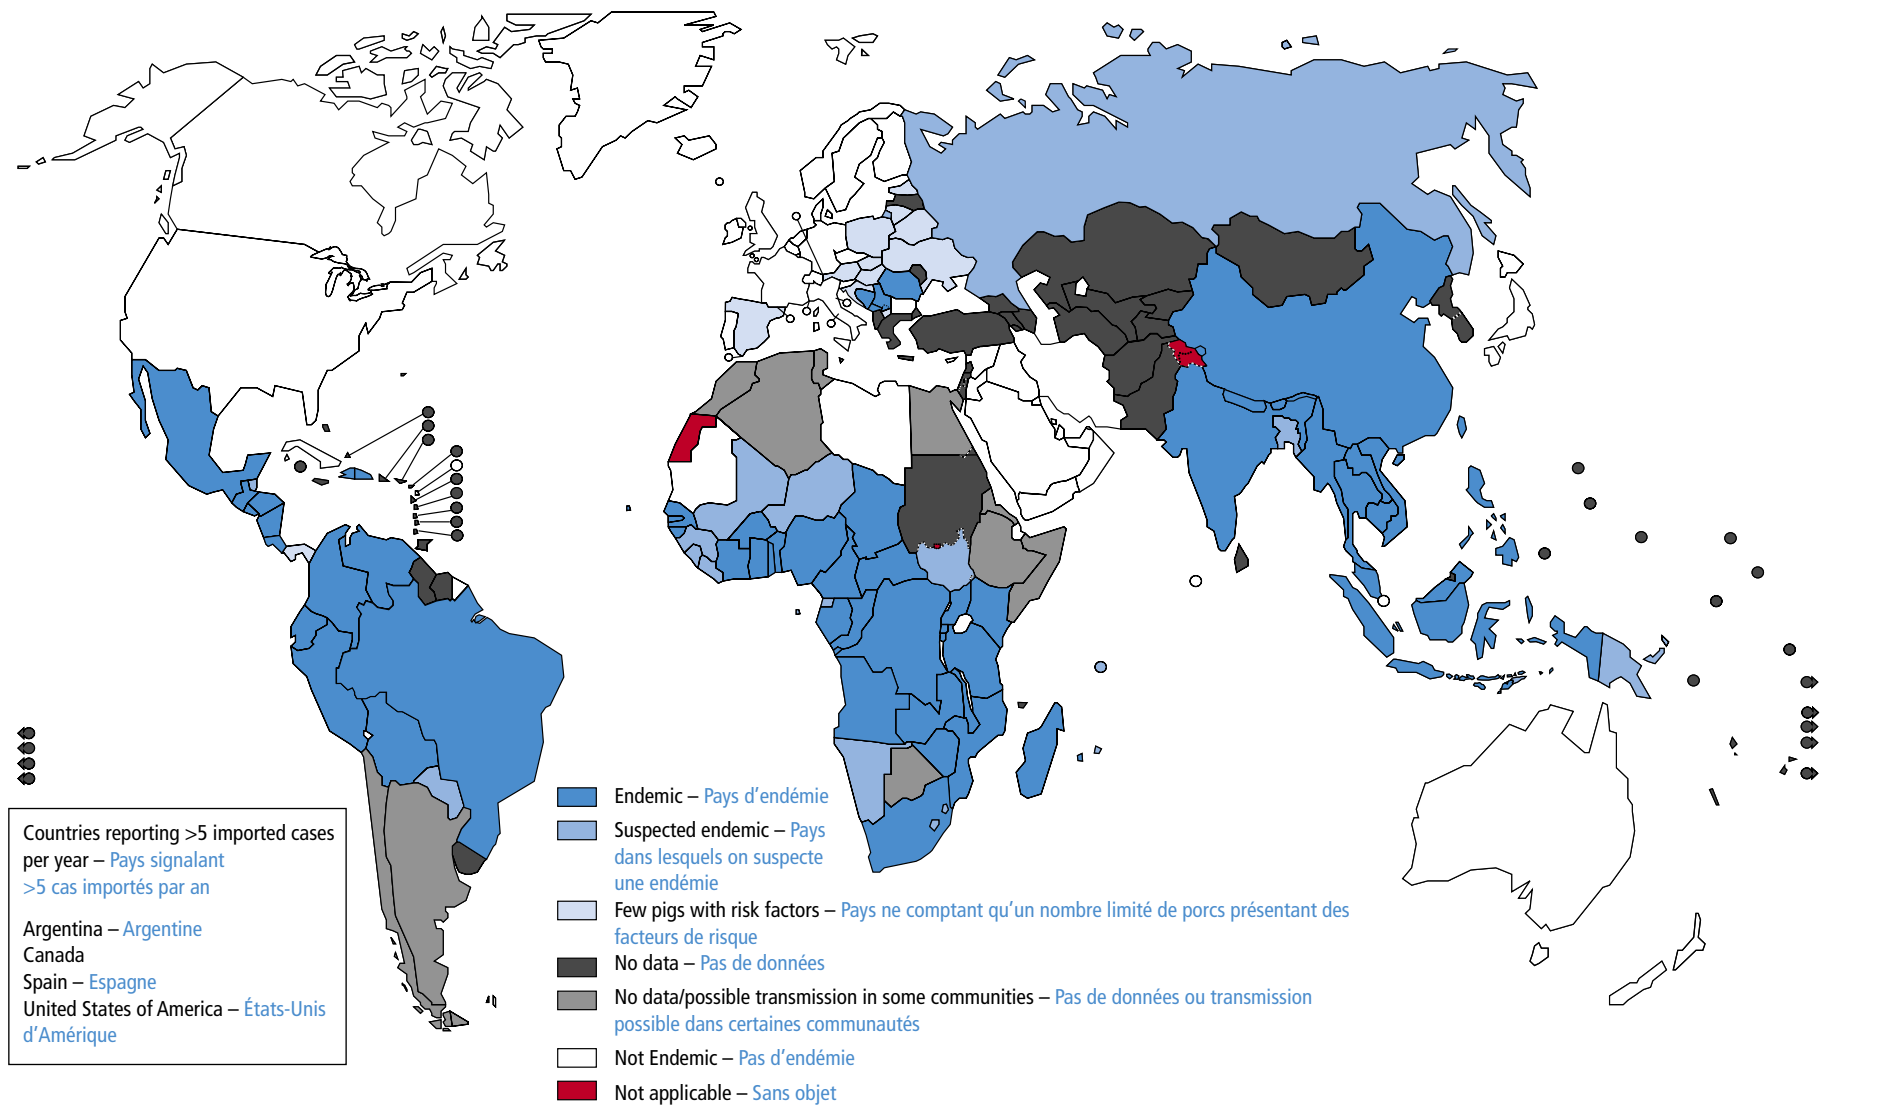 Countries reporting >5 imported cases
per year – Pays signalant
>5 cas importés par an
Argentina – Argentine
Canada
Spain – Espagne
United States of America – États-Unis
d’Amérique
Endemic – Pays d’endémie
Suspected endemic – Pays
dans lesquels on suspecte
une endémie
Few pigs with risk factors – Pays ne comptant qu’un nombre limité de porcs présentant des
facteurs de risque
No data – Pas de données
No data/possible transmission in some communities – Pas de données ou transmission
possible dans certaines communautés
Not Endemic – Pas d’endémie
Not applicable – Sans objet